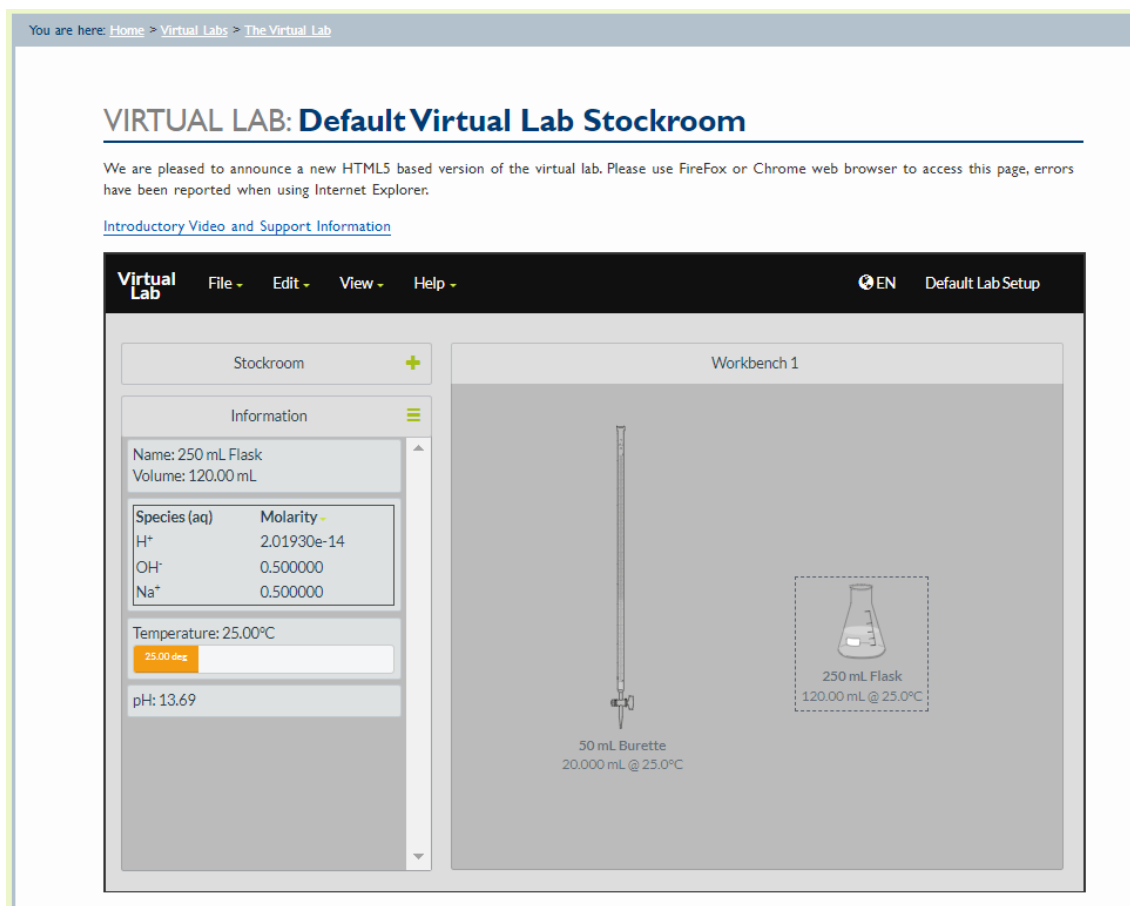 You are here: Home > Virtual Labs > The Virtual Lab
VIRTUAL LAB: Default Virtual Lab Stockroom
We are pleased to announce a new HTML5 based version of the virtual lab. Please use FireFox or Chrome web browser to access this page, errors
have been reported when using Internet Explorer.
Introductory Video and Support Information
Virtual Lab File Edit View Help EN Default Lab Setup
Stockroom
Workbench 1
Information
Name: 250 mL Flask
Volume: 120.00 mL
Species (aq) Molarity
H⁺ 2.01930e-14
OH⁻ 0.500000
Na⁺ 0.500000
Temperature: 25.00ºC
25.00 deg
pH: 13.69
250 mL Flask
120.00 mL @ 25.0ºC
50 mL Burette
20.000 mL @ 25.0ºC